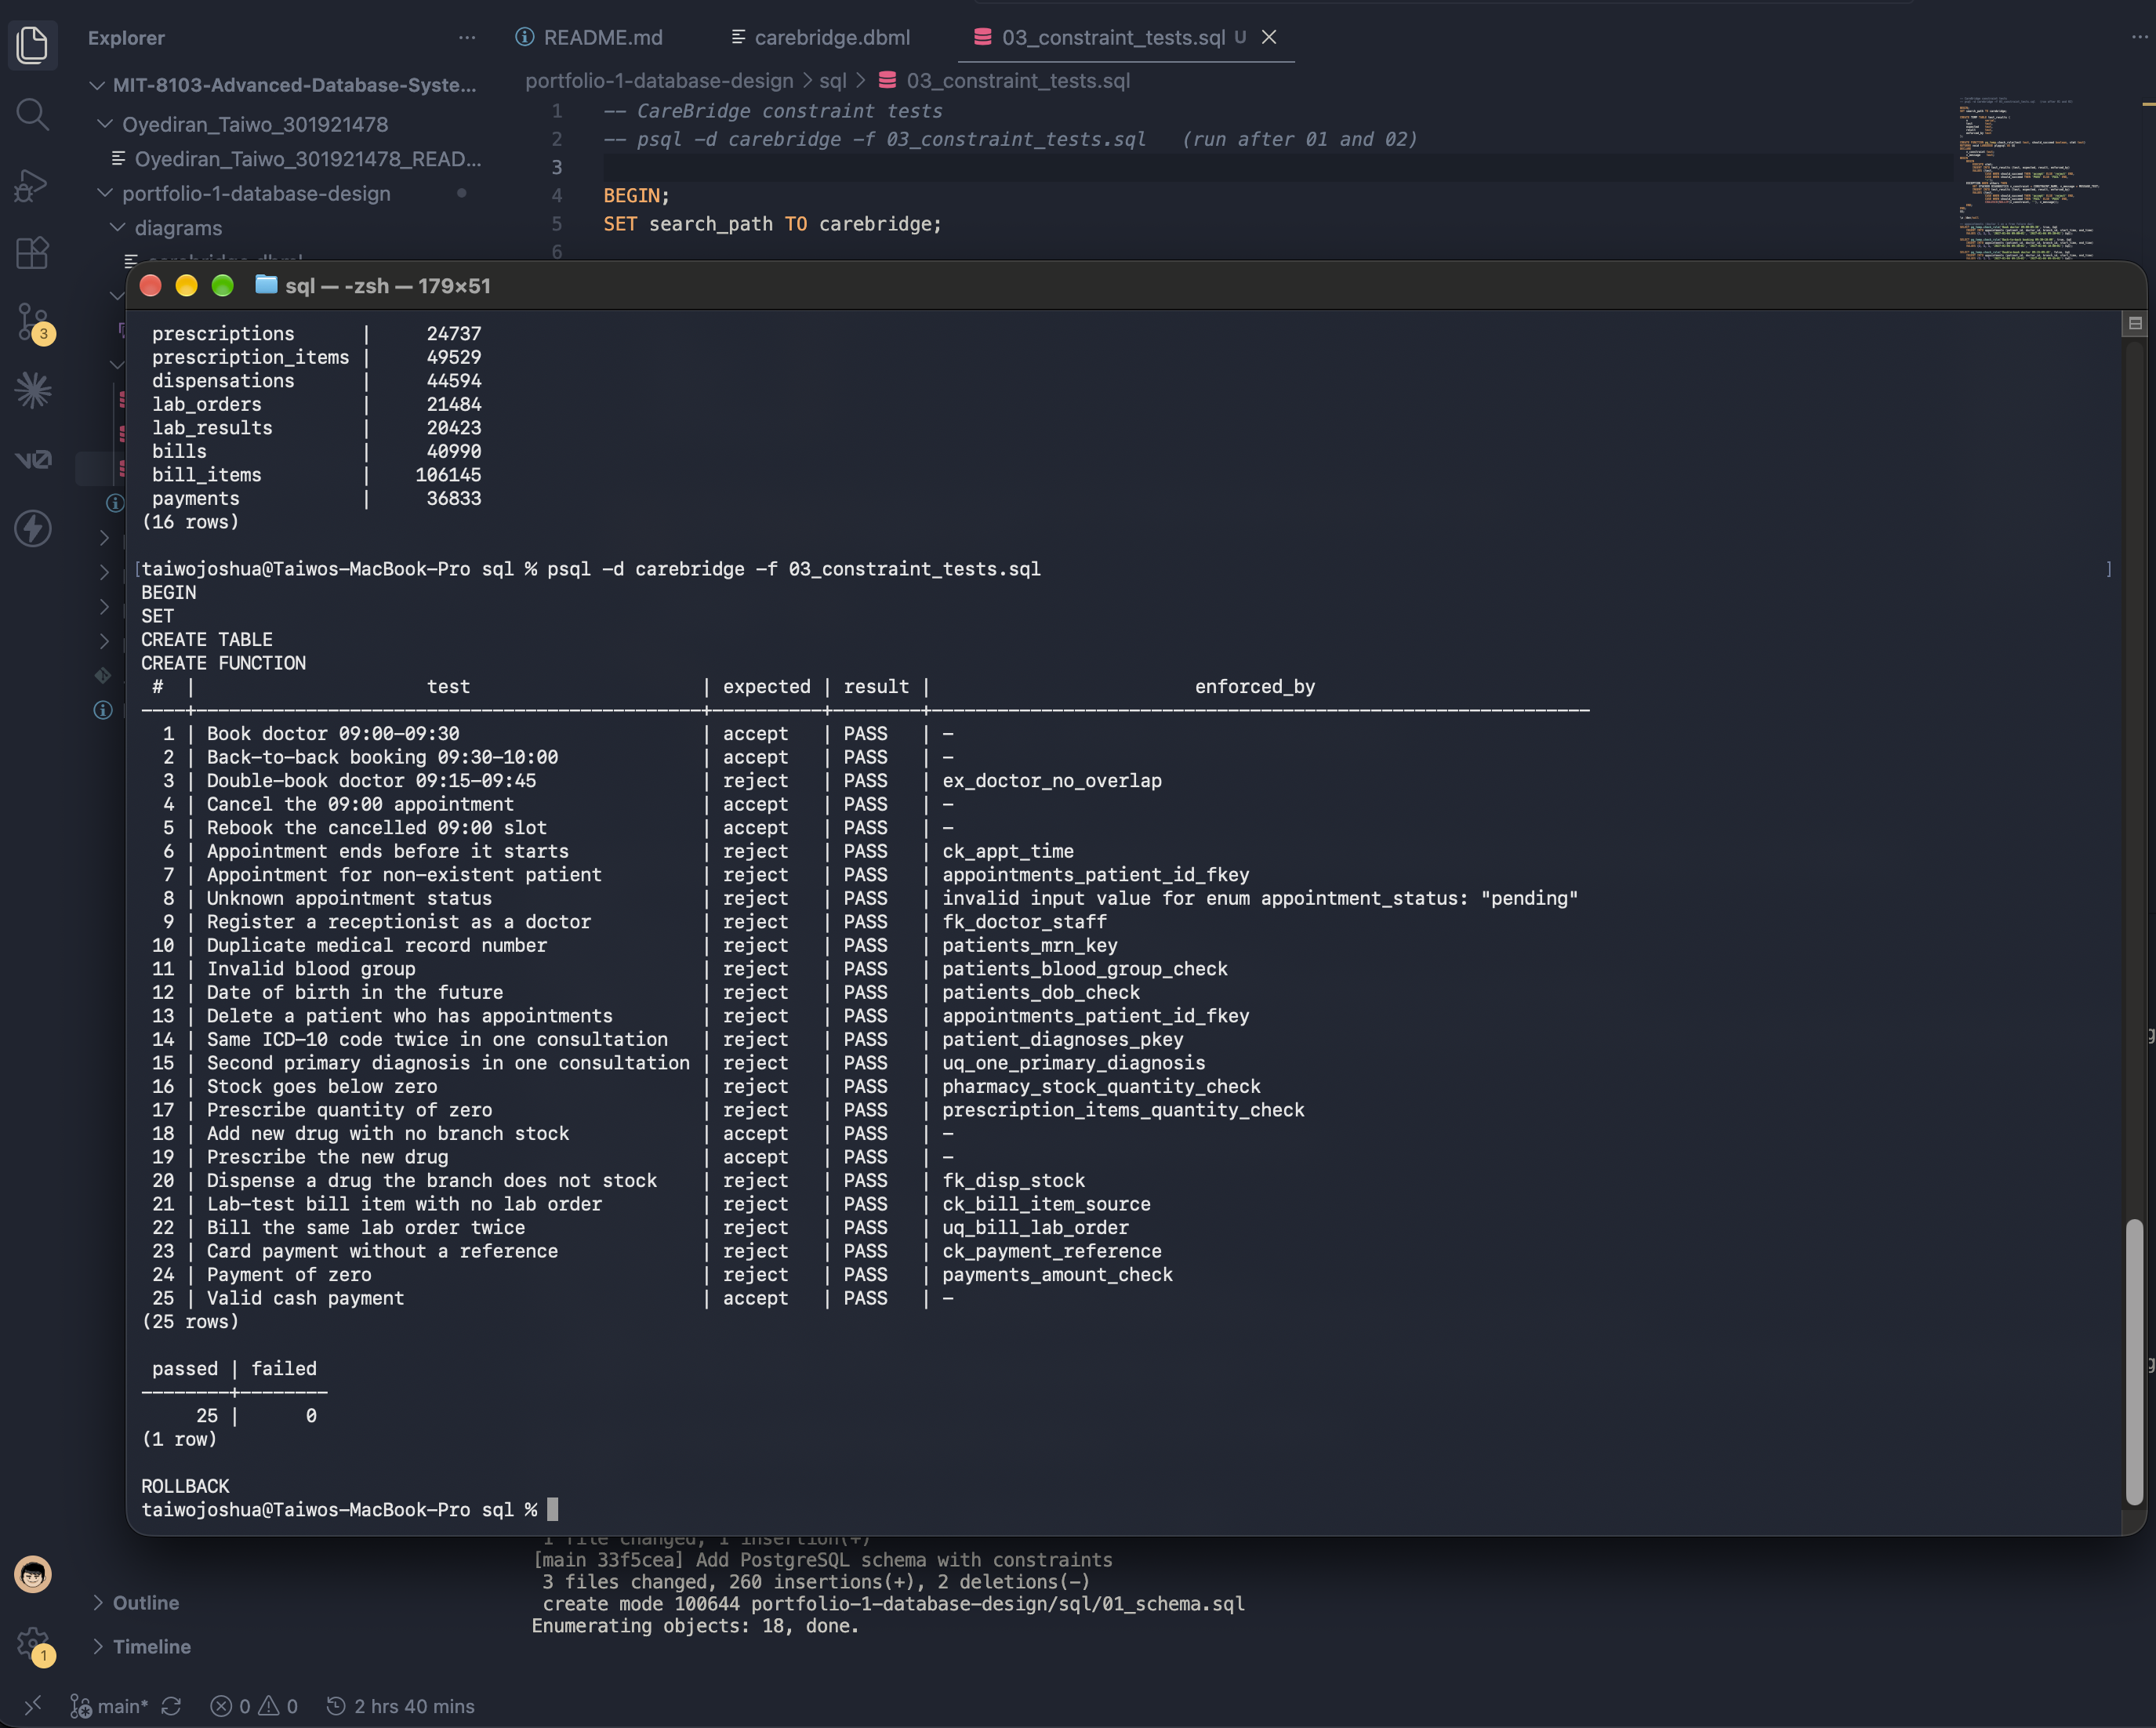 Explorer
README.md
carebridge.dbml
03_constraint_tests.sql U
MIT-8103-Advanced-Database-Syste...
Oyediran_Taiwo_301921478
Oyediran_Taiwo_301921478_READ...
portfolio-1-database-design
diagrams
portfolio-1-database-design > sql > 03_constraint_tests.sql
1 -- CareBridge constraint tests
2 -- psql -d carebridge -f 03_constraint_tests.sql   (run after 01 and 02)
3
4 BEGIN;
5 SET search_path TO carebridge;
6
3
sql — -zsh — 179×51
prescriptions | 24737
prescription_items | 49529
dispensations | 44594
lab_orders | 21484
lab_results | 20423
bills | 40990
bill_items | 106145
payments | 36833
(16 rows)
[taiwojoshua@Taiwos-MacBook-Pro sql % psql -d carebridge -f 03_constraint_tests.sql ]
BEGIN
SET
CREATE TABLE
CREATE FUNCTION
# | test | expected | result | enforced_by
----+-----------------------------------------------+----------+--------+------------------------------------------------------------
1 | Book doctor 09:00-09:30 | accept | PASS | -
2 | Back-to-back booking 09:30-10:00 | accept | PASS | -
3 | Double-book doctor 09:15-09:45 | reject | PASS | ex_doctor_no_overlap
4 | Cancel the 09:00 appointment | accept | PASS | -
5 | Rebook the cancelled 09:00 slot | accept | PASS | -
6 | Appointment ends before it starts | reject | PASS | ck_appt_time
7 | Appointment for non-existent patient | reject | PASS | appointments_patient_id_fkey
8 | Unknown appointment status | reject | PASS | invalid input value for enum appointment_status: "pending"
9 | Register a receptionist as a doctor | reject | PASS | fk_doctor_staff
10 | Duplicate medical record number | reject | PASS | patients_mrn_key
11 | Invalid blood group | reject | PASS | patients_blood_group_check
12 | Date of birth in the future | reject | PASS | patients_dob_check
13 | Delete a patient who has appointments | reject | PASS | appointments_patient_id_fkey
14 | Same ICD-10 code twice in one consultation | reject | PASS | patient_diagnoses_pkey
15 | Second primary diagnosis in one consultation | reject | PASS | uq_one_primary_diagnosis
16 | Stock goes below zero | reject | PASS | pharmacy_stock_quantity_check
17 | Prescribe quantity of zero | reject | PASS | prescription_items_quantity_check
18 | Add new drug with no branch stock | accept | PASS | -
19 | Prescribe the new drug | accept | PASS | -
20 | Dispense a drug the branch does not stock | reject | PASS | fk_disp_stock
21 | Lab-test bill item with no lab order | reject | PASS | ck_bill_item_source
22 | Bill the same lab order twice | reject | PASS | uq_bill_lab_order
23 | Card payment without a reference | reject | PASS | ck_payment_reference
24 | Payment of zero | reject | PASS | payments_amount_check
25 | Valid cash payment | accept | PASS | -
(25 rows)
passed | failed
--------+--------
25 | 0
(1 row)
ROLLBACK
taiwojoshua@Taiwos-MacBook-Pro sql %
1 file changed, 1 insertion(+)
[main 33f5cea] Add PostgreSQL schema with constraints
3 files changed, 260 insertions(+), 2 deletions(-)
create mode 100644 portfolio-1-database-design/sql/01_schema.sql
Enumerating objects: 18, done.
Outline
Timeline
1
main* 0 0 2 hrs 40 mins